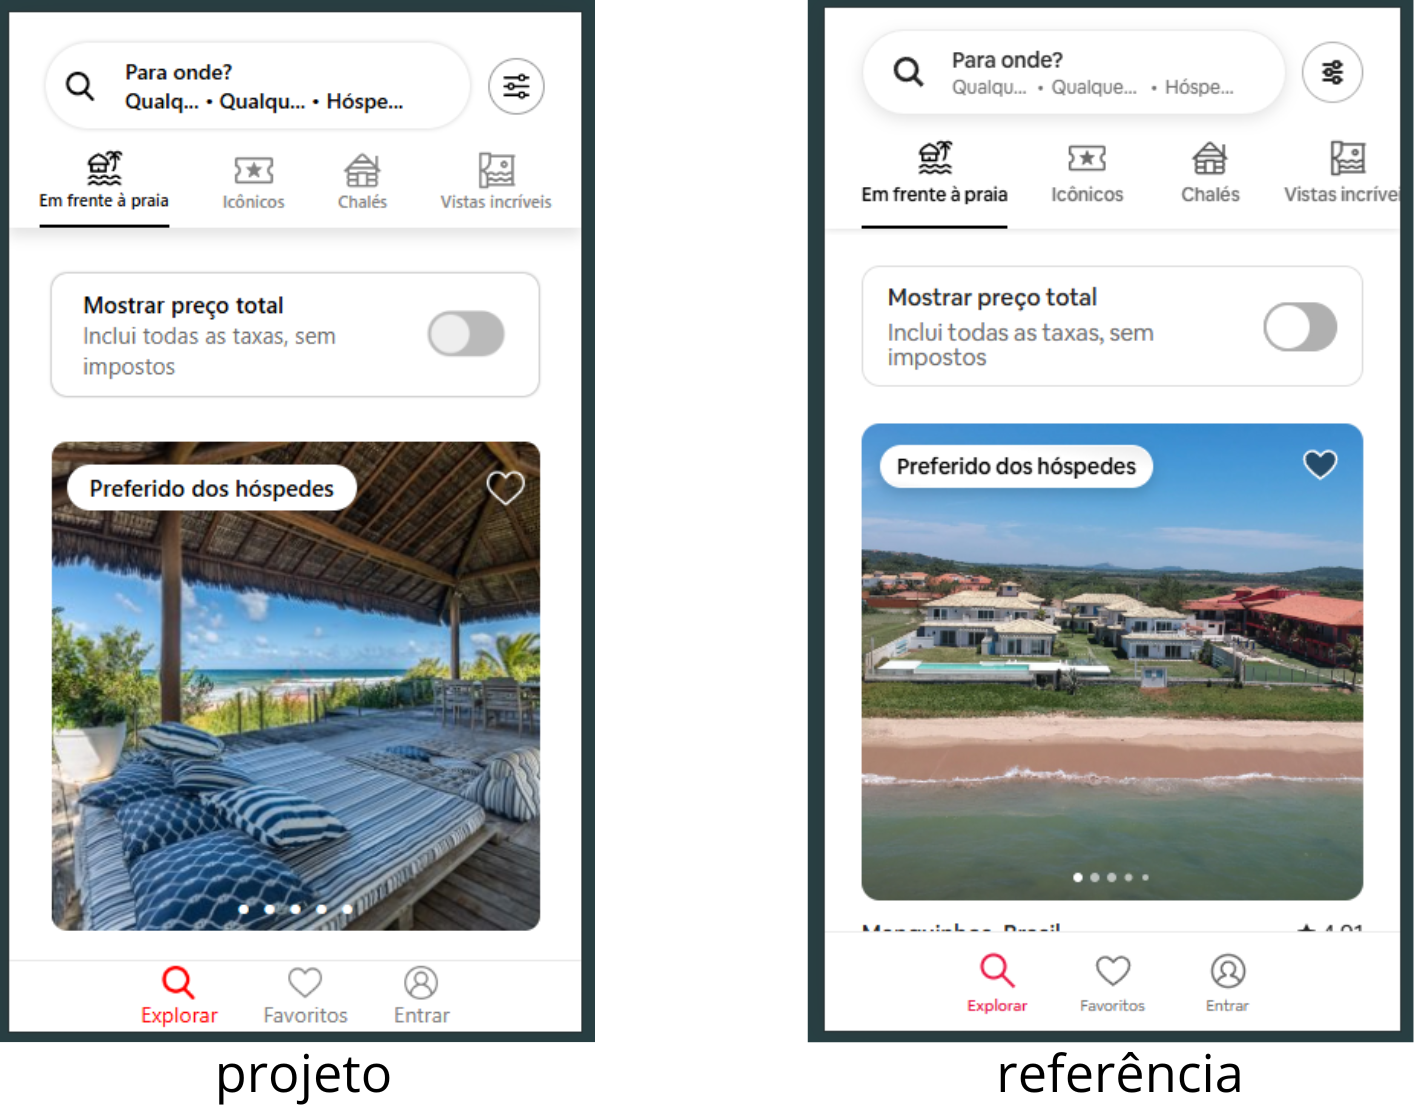 Para onde?
Qualq... • Qualqu... • Hóspe...
Em frente à praia
Icônicos
Chalés
Vistas incríveis
Mostrar preço total
Inclui todas as taxas, sem
impostos
Preferido dos hóspedes
Explorar
Favoritos
Entrar
projeto
Para onde?
Qualqu... • Qualque... • Hóspe...
Em frente à praia
Icônicos
Chalés
Vistas incrívei
Mostrar preço total
Inclui todas as taxas, sem
impostos
Preferido dos hóspedes
Explorar
Favoritos
Entrar
referência